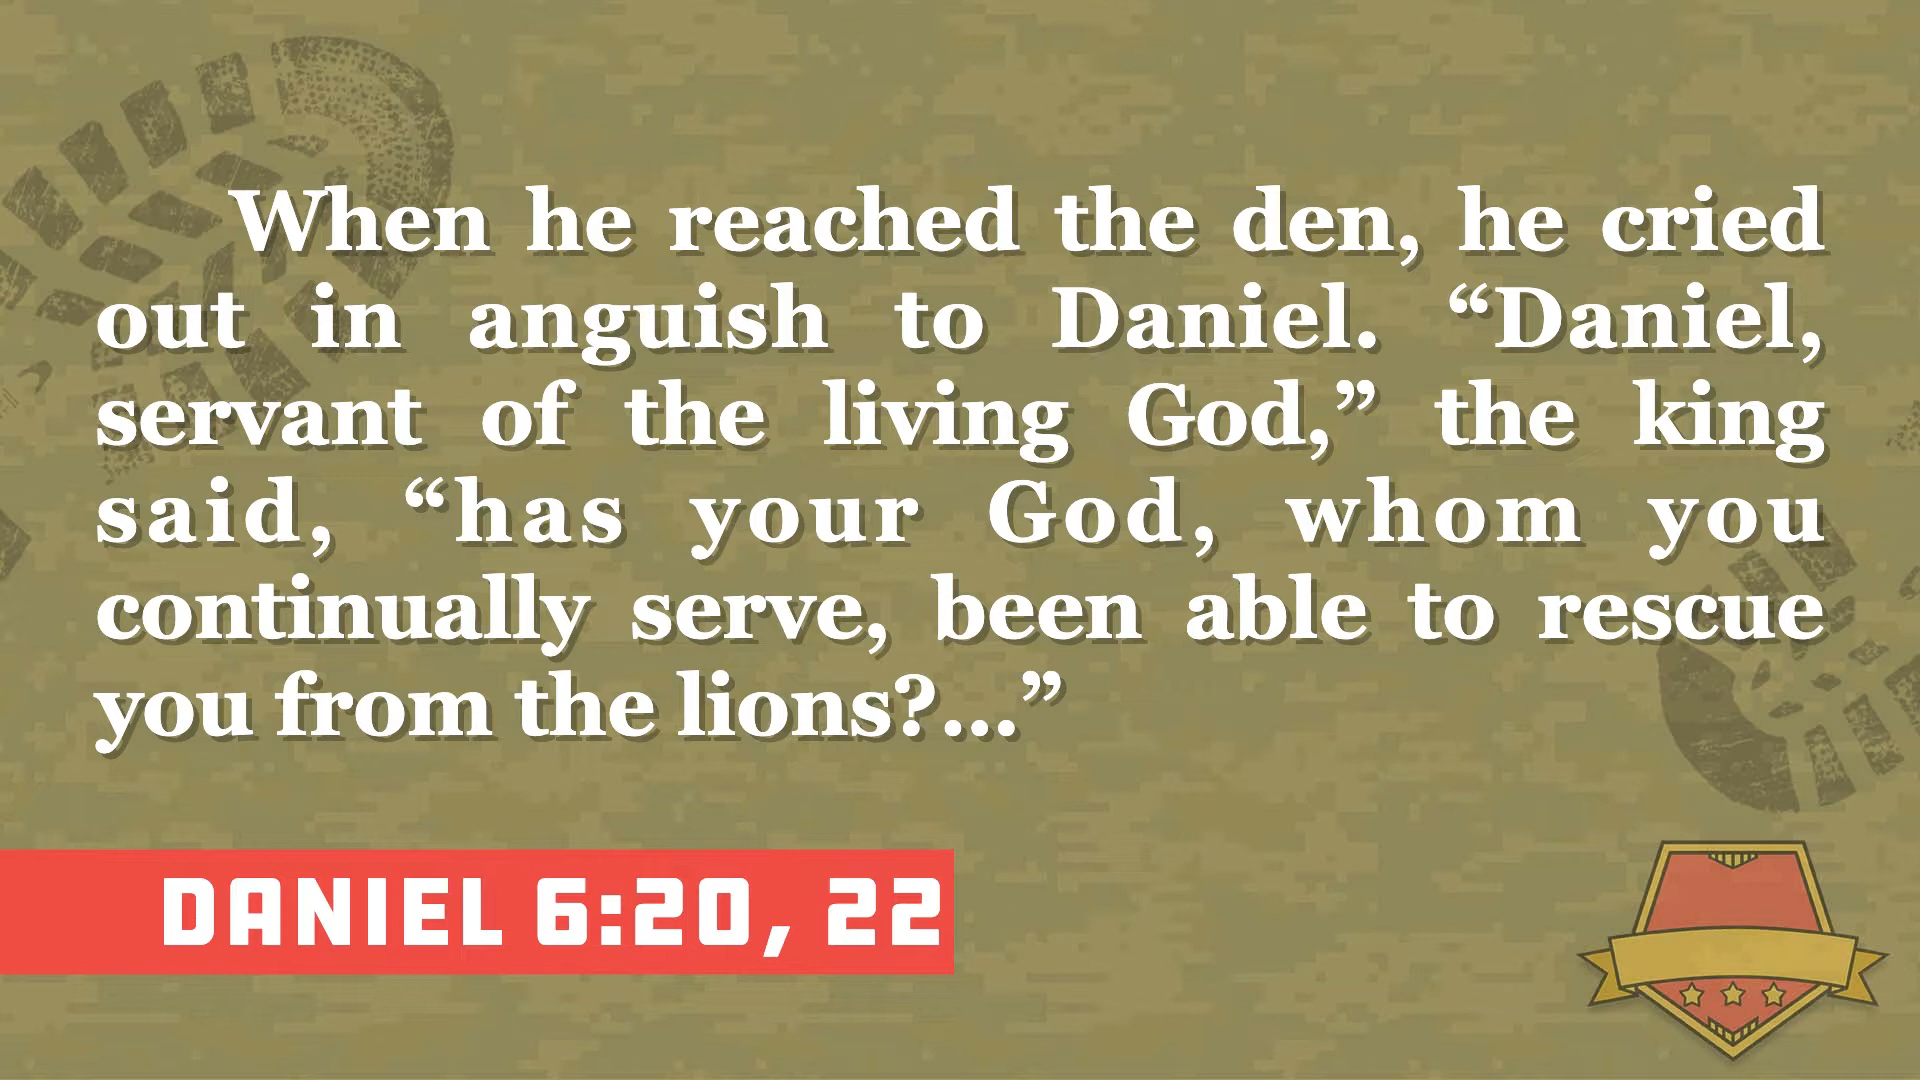 When he reached the den, he cried
out in anguish to Daniel. “Daniel,
servant of the living God,” the king
said, “has your God, whom you
continually serve, been able to rescue
you from the lions?...”
DANIEL 6:20, 22